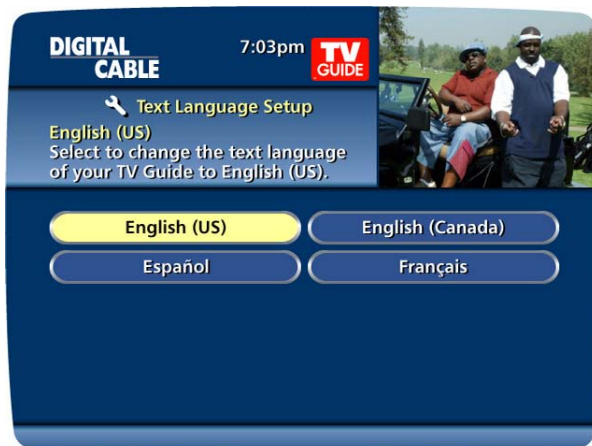 DIGITAL
CABLE
7:03pm
TV
GUIDE
Text Language Setup
English (US)
Select to change the text language
of your TV Guide to English (US).
English (US)
English (Canada)
Español
Français